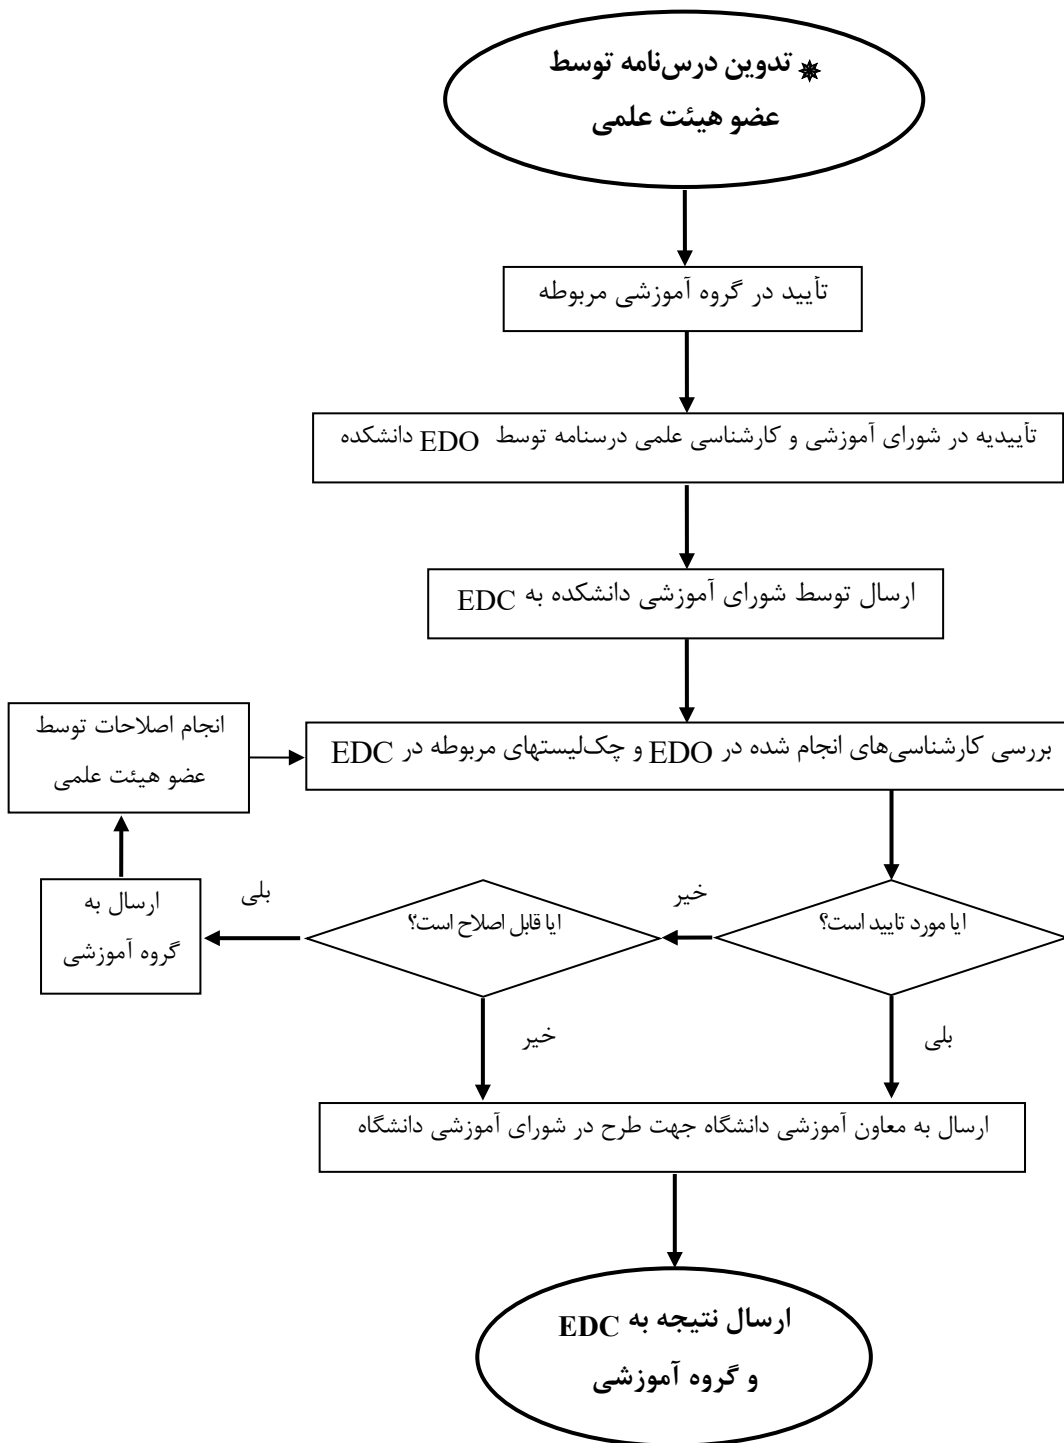 ⁕ تدوین درس‌نامه توسط
عضو هیئت علمی
تأیید در گروه آموزشی مربوطه
تأییدیه در شورای آموزشی و کارشناسی علمی درسنامه توسط EDO دانشکده
ارسال توسط شورای آموزشی دانشکده به EDC
بررسی کارشناسی‌های انجام شده در EDO و چک‌لیستهای مربوطه در EDC
انجام اصلاحات توسط
عضو هیئت علمی
ایا مورد تایید است؟
خیر
ایا قابل اصلاح است؟
بلی
ارسال به
گروه آموزشی
بلی
خیر
ارسال به معاون آموزشی دانشگاه جهت طرح در شورای آموزشی دانشگاه
ارسال نتیجه به EDC
و گروه آموزشی